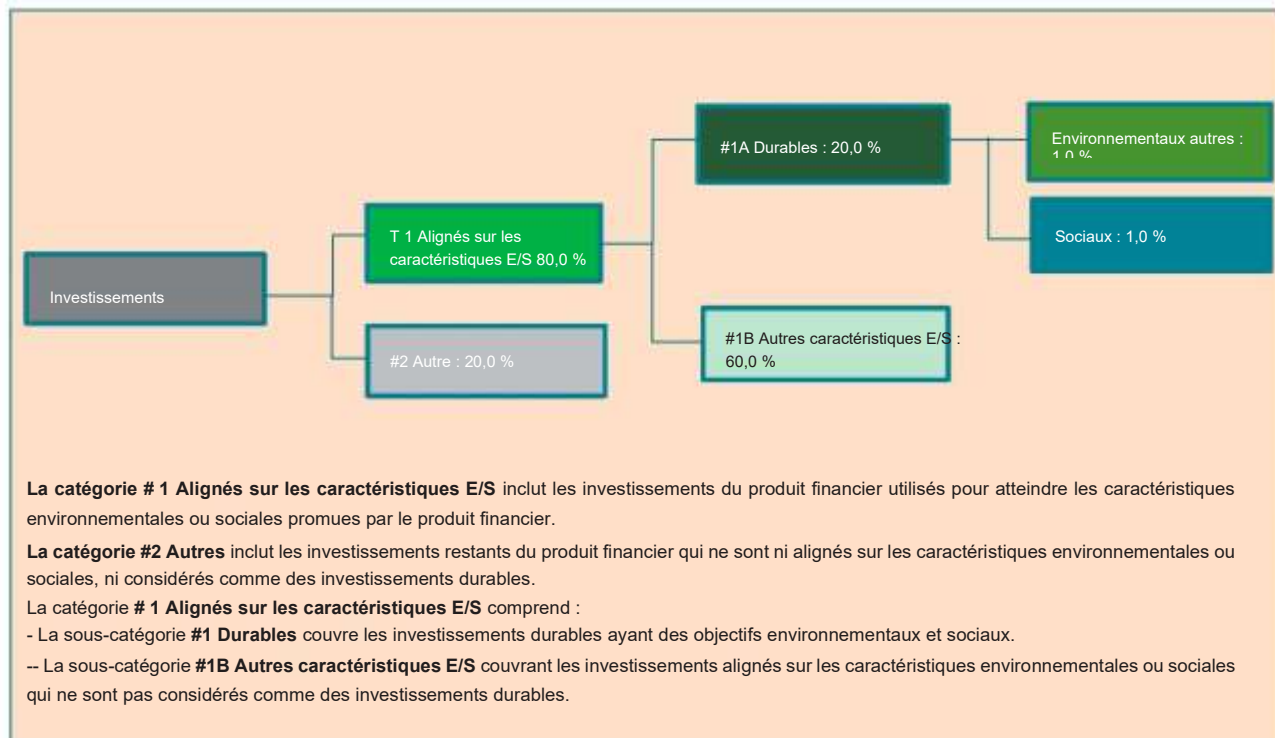 #1A Durables : 20,0 %
Environnementaux autres :
1,0 %
T 1 Alignés sur les
caractéristiques E/S 80,0 %
Sociaux : 1,0 %
Investissements
#2 Autre : 20,0 %
#1B Autres caractéristiques E/S :
60,0 %
La catégorie # 1 Alignés sur les caractéristiques E/S inclut les investissements du produit financier utilisés pour atteindre les caractéristiques
environnementales ou sociales promues par le produit financier.
La catégorie #2 Autres inclut les investissements restants du produit financier qui ne sont ni alignés sur les caractéristiques environnementales ou
sociales, ni considérés comme des investissements durables.
La catégorie # 1 Alignés sur les caractéristiques E/S comprend :
- La sous-catégorie #1 Durables couvre les investissements durables ayant des objectifs environnementaux et sociaux.
-- La sous-catégorie #1B Autres caractéristiques E/S couvrant les investissements alignés sur les caractéristiques environnementales ou sociales
qui ne sont pas considérés comme des investissements durables.